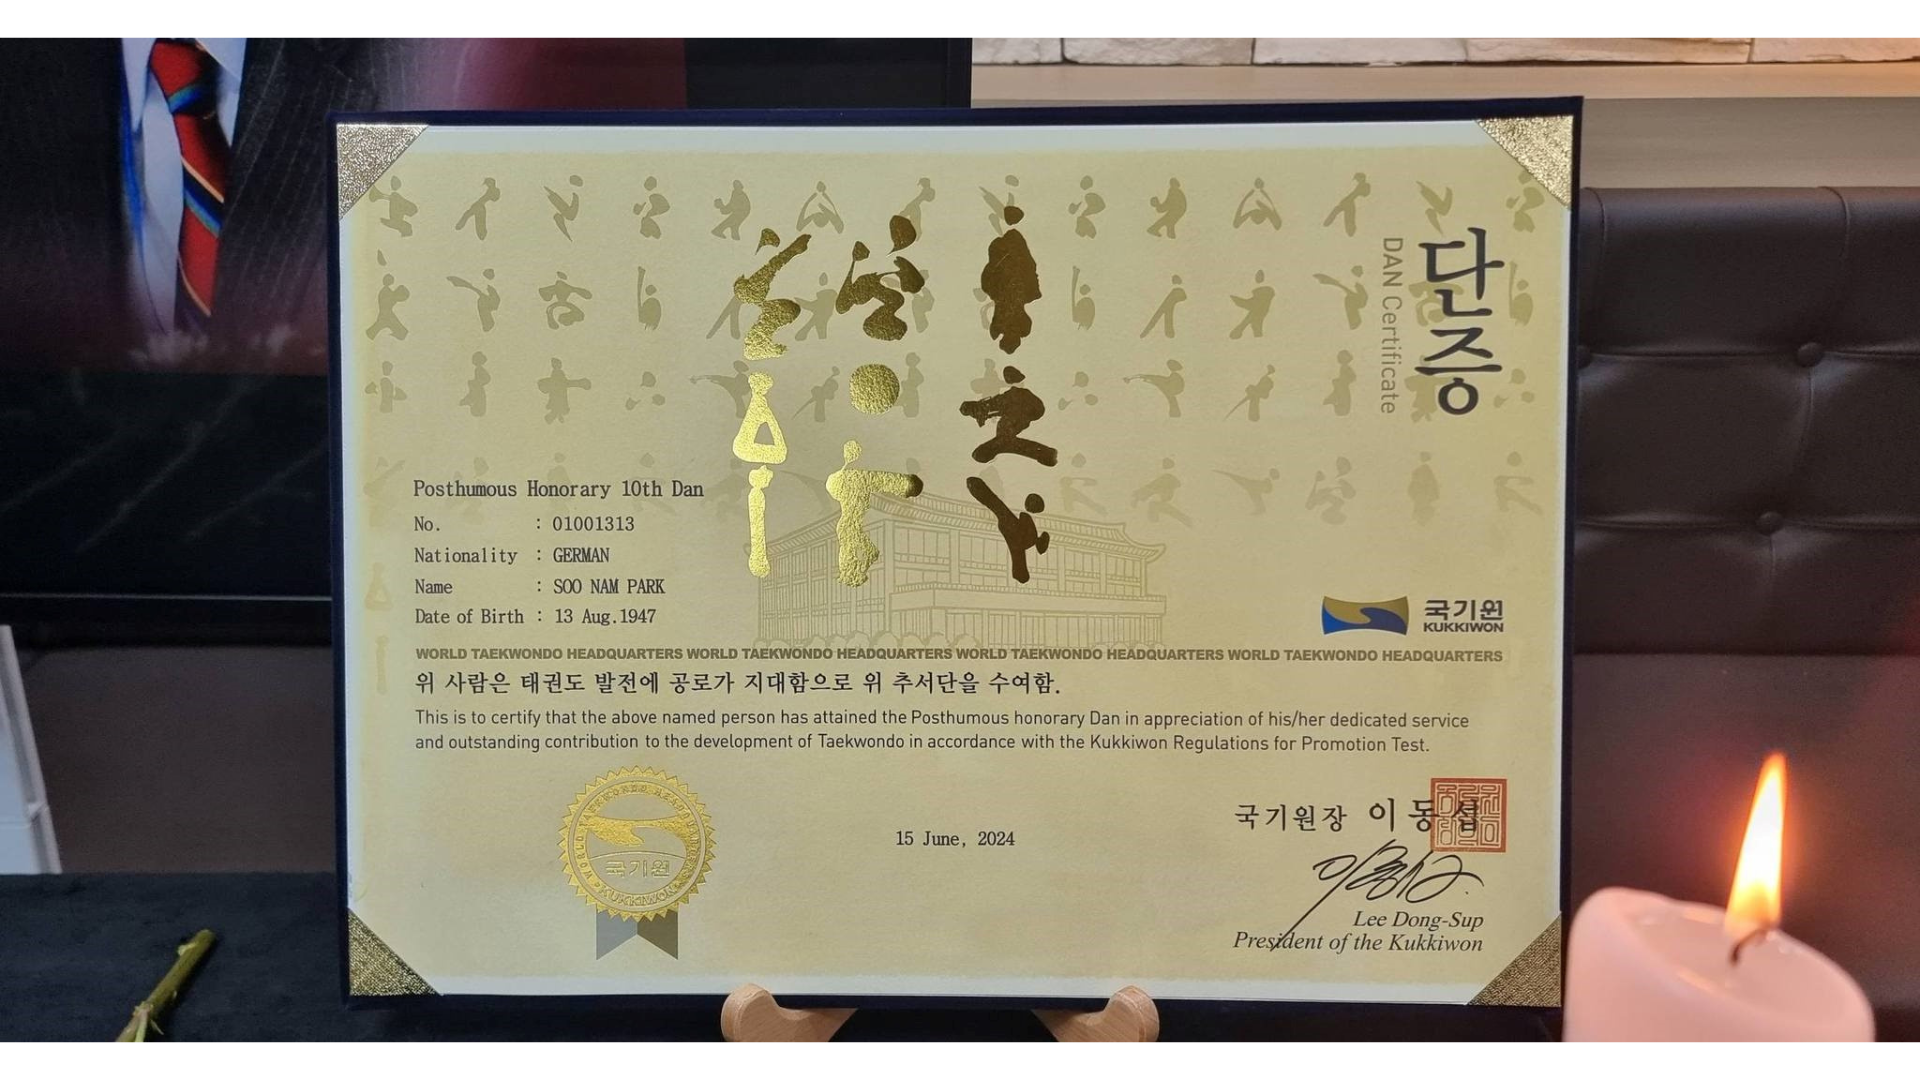 단증
DAN Certificate
Posthumous Honorary 10th Dan
No. : 01001313
Nationality : GERMAN
Name : SOO NAM PARK
Date of Birth : 13 Aug.1947
국기원
KUKKIWON
WORLD TAEKWONDO HEADQUARTERS WORLD TAEKWONDO HEADQUARTERS WORLD TAEKWONDO HEADQUARTERS WORLD TAEKWONDO HEADQUARTERS
위 사람은 태권도 발전에 공로가 지대함으로 위 추서단을 수여함.
This is to certify that the above named person has attained the Posthumous honorary Dan in appreciation of his/her dedicated service
and outstanding contribution to the development of Taekwondo in accordance with the Kukkiwon Regulations for Promotion Test.
WORLD TAEKWONDO HEADQUARTERS
국기원
KUKKIWON
15 June, 2024
국기원장 이동섭
Lee Dong-Sup
President of the Kukkiwon